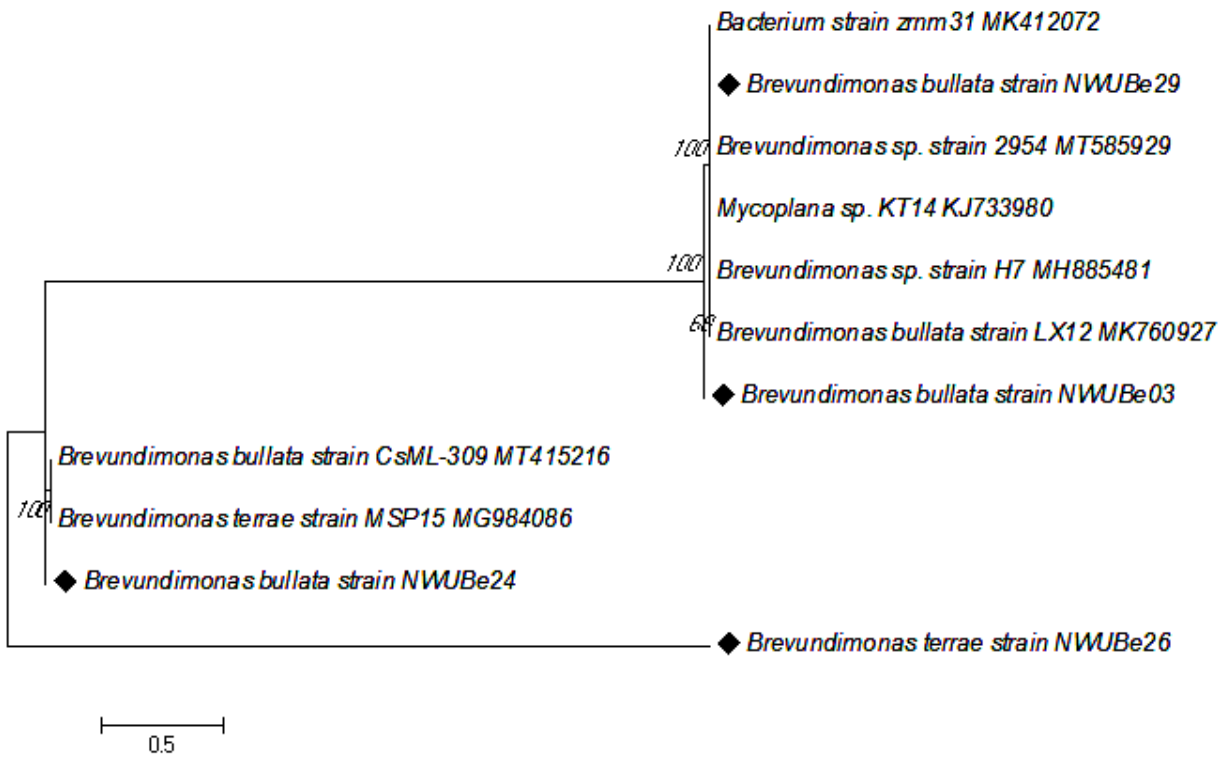 Bacterium strain zrnm31 MK412072
Brevundimonas bullata strain NWUBe29
100
Brevundimonas sp. strain 2954 MT585929
Mycoplana sp. KT14 KJ733980
100
Brevundimonas sp. strain H7 MH885481
68
Brevundimonas bullata strain LX12 MK760927
Brevundimonas bullata strain NWUBe03
Brevundimonas bullata strain CsML-309 MT415216
Brevundimonas terrae strain MSP15 MG984086
Brevundimonas bullata strain NWUBe24
Brevundimonas terrae strain NWUBe26
0.5